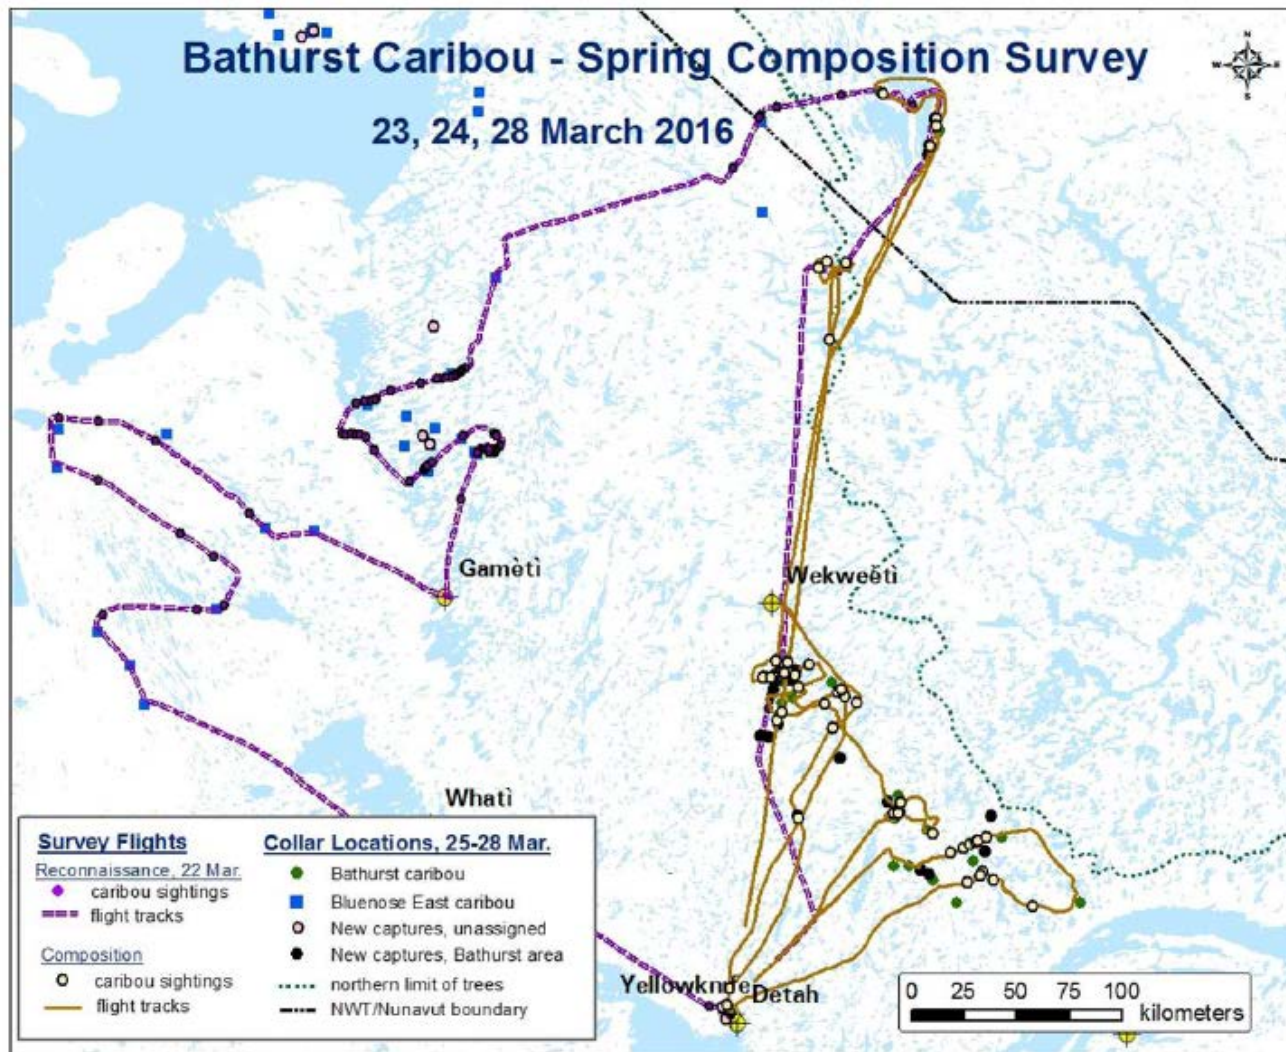 Bathurst Caribou - Spring Composition Survey
23, 24, 28 March 2016
N
W E
S
Gamètì
Wekweètì
Whatì
Yellowknife
Detah
Survey Flights
Reconnaissance, 22 Mar.
caribou sightings
flight tracks
Composition
caribou sightings
flight tracks
Collar Locations, 25-28 Mar.
Bathurst caribou
Bluenose East caribou
New captures, unassigned
New captures, Bathurst area
northern limit of trees
NWT/Nunavut boundary
0 25 50 75 100
kilometers